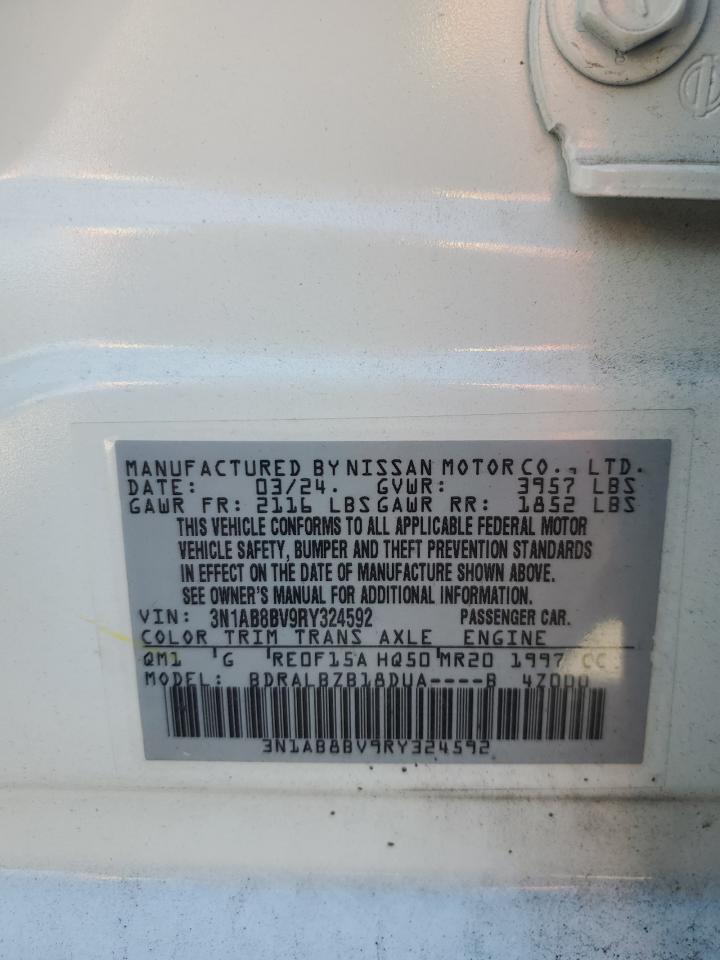 MANUFACTURED BY NISSAN MOTOR CO., LTD.
DATE: 03/24. GVWR: 3957 LBS
GAWR FR: 2116 LBS GAWR RR: 1852 LBS
THIS VEHICLE CONFORMS TO ALL APPLICABLE FEDERAL MOTOR
VEHICLE SAFETY, BUMPER AND THEFT PREVENTION STANDARDS
IN EFFECT ON THE DATE OF MANUFACTURE SHOWN ABOVE.
SEE OWNER'S MANUAL FOR ADDITIONAL INFORMATION.
VIN: 3N1AB8BV9RY324592 PASSENGER CAR.
COLOR TRIM TRANS AXLE ENGINE
QM1 G RE0F15A HQ50 MR20 1997 CC
MODEL: BDRALBZB18DUA----B
3N1AB8BV9RY324592